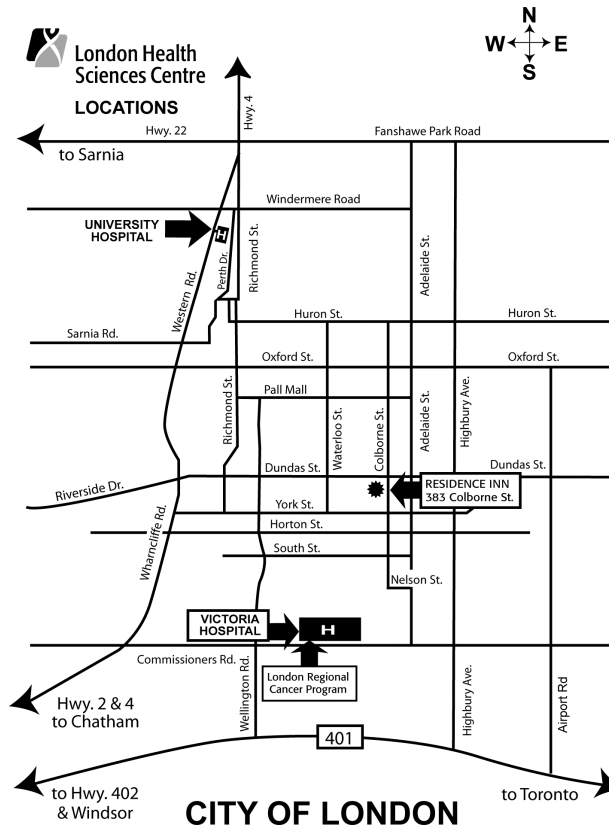 N
W E
S
London Health
Sciences Centre
LOCATIONS
Hwy. 4
Hwy. 22
Fanshawe Park Road
to Sarnia
Windermere Road
UNIVERSITY
HOSPITAL
H
Western Rd.
Perth Dr.
Richmond St.
Adelaide St.
Huron St.
Huron St.
Sarnia Rd.
Oxford St.
Oxford St.
Pall Mall
Richmond St.
Waterloo St.
Colborne St.
Adelaide St.
Highbury Ave.
Dundas St.
Dundas St.
Riverside Dr.
RESIDENCE INN
383 Colborne St.
York St.
Horton St.
Wharncliffe Rd.
South St.
Nelson St.
VICTORIA
HOSPITAL
H
Commissioners Rd.
London Regional
Cancer Program
Wellington Rd.
Highbury Ave.
Airport Rd
Hwy. 2 & 4
to Chatham
401
to Hwy. 402
& Windsor
to Toronto
CITY OF LONDON